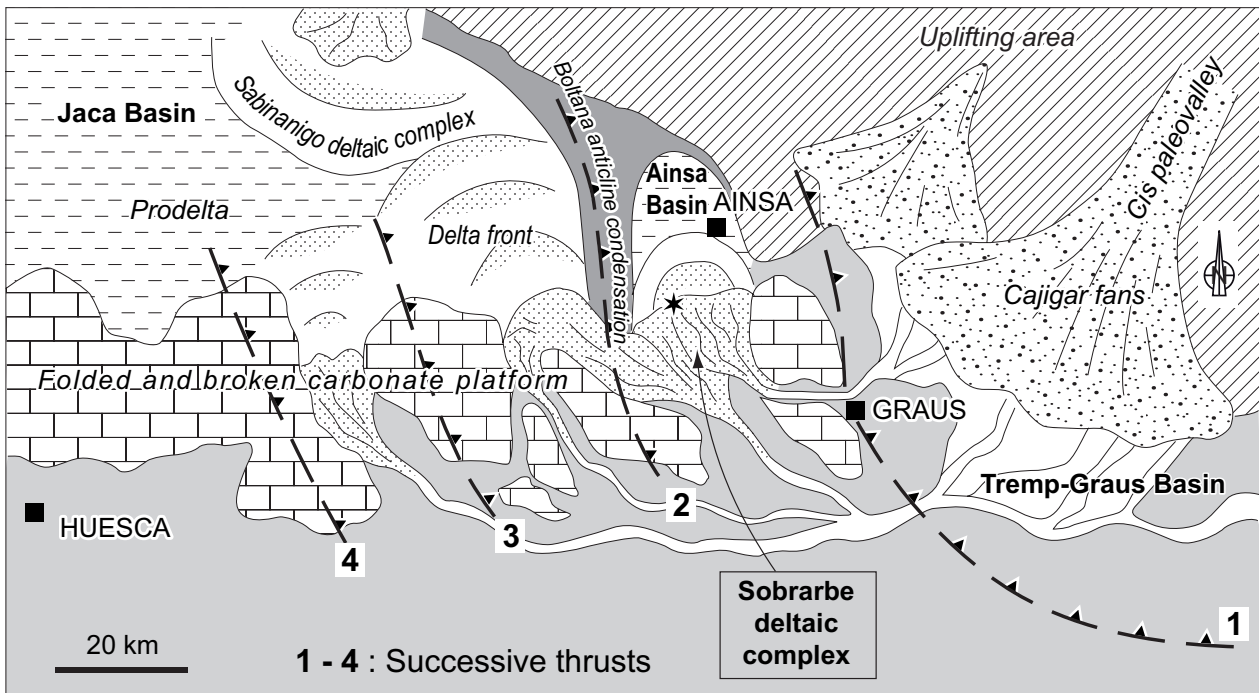 Uplifting area
Jaca Basin
Sabinanigo deltaic complex
Boltana anticline condensation
Cis paleovalley
Ainsa
Basin
AINSA
Prodelta
Delta front
N
Cajigar fans
Folded and broken carbonate platform
GRAUS
Tremp-Graus Basin
HUESCA
2
3
4
Sobrarbe
deltaic
complex
1
20 km
1 - 4 : Successive thrusts